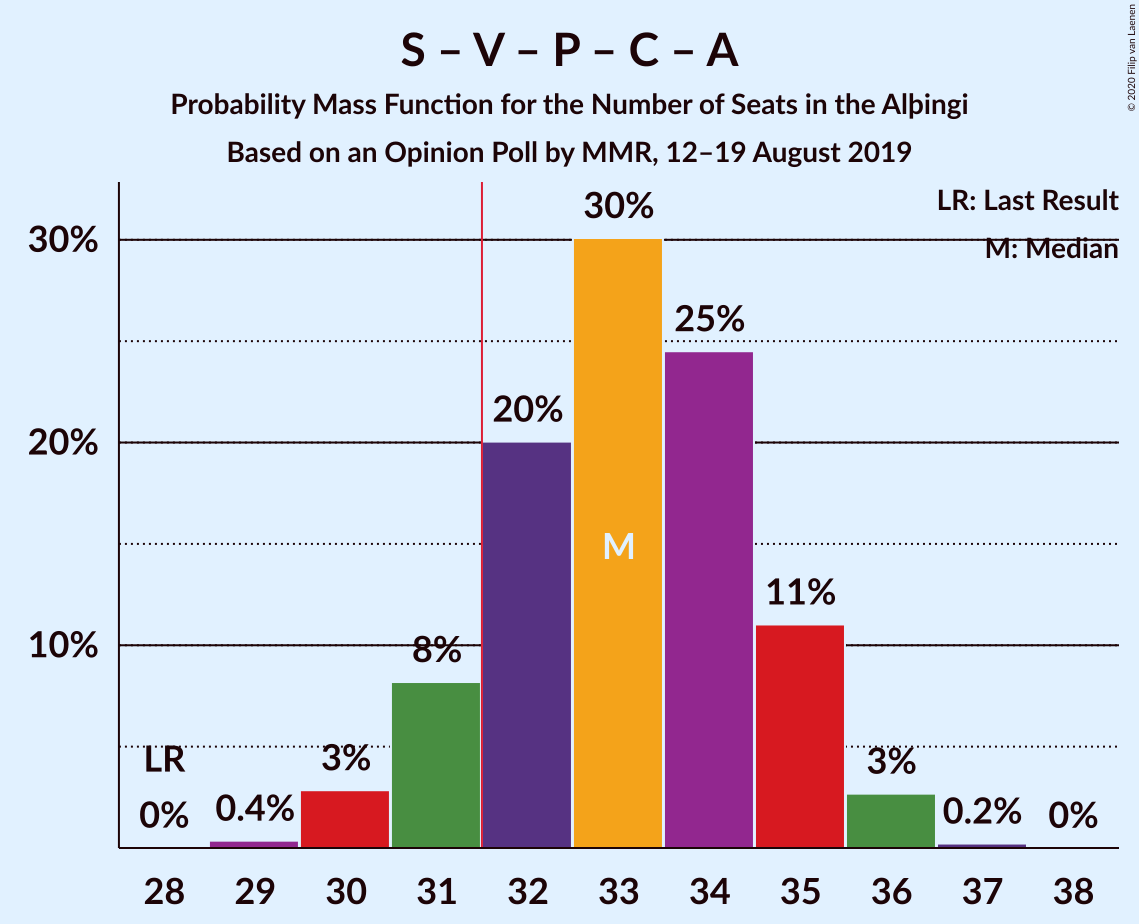 S – V – P – C – A
Probability Mass Function for the Number of Seats in the Alþingi
Based on an Opinion Poll by MMR, 12–19 August 2019
© 2020 Filip van Laenen
LR: Last Result
M: Median
30%
20%
10%
LR
0%
0.4%
3%
8%
20%
30%
M
25%
11%
3%
0.2%
0%
28 29 30 31 32 33 34 35 36 37 38